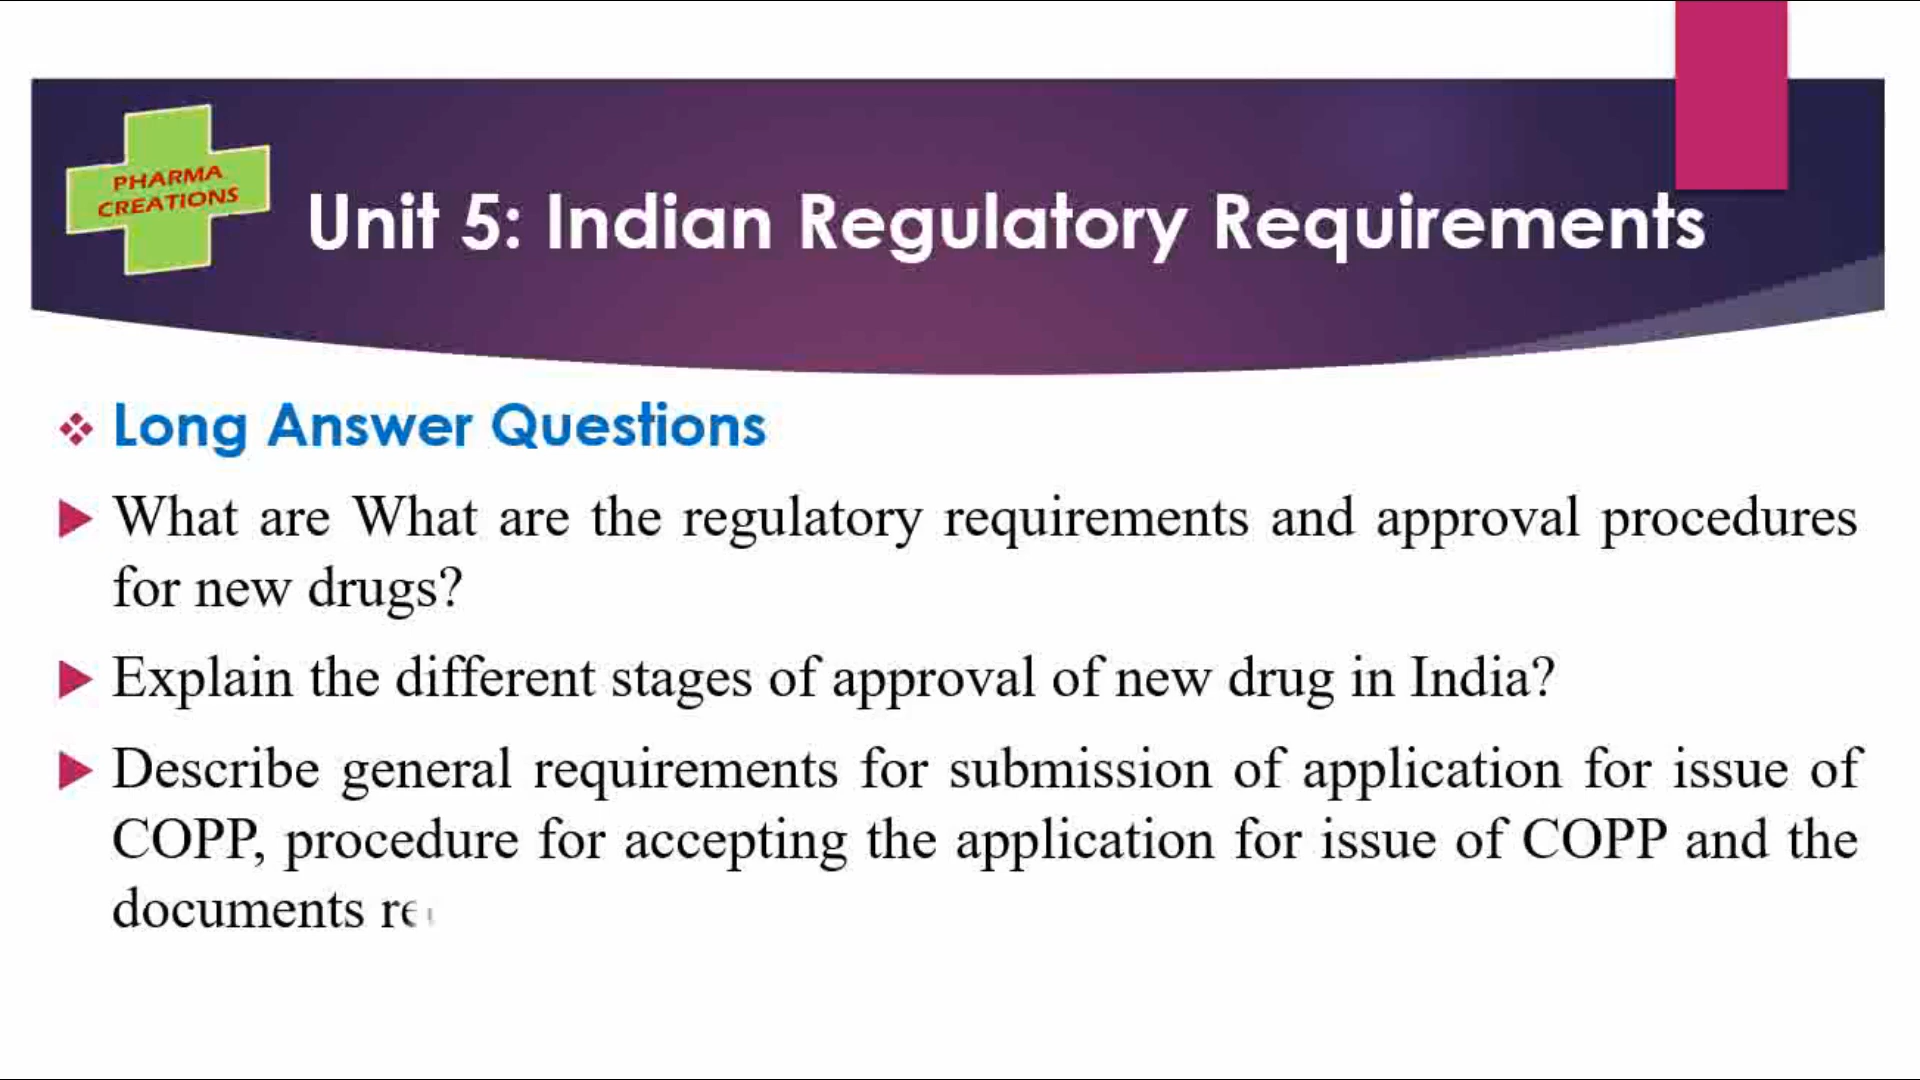 PHARMA
CREATIONS
Unit 5: Indian Regulatory Requirements
Long Answer Questions
What are What are the regulatory requirements and approval procedures
for new drugs?
Explain the different stages of approval of new drug in India?
Describe general requirements for submission of application for issue of
COPP, procedure for accepting the application for issue of COPP and the
documents